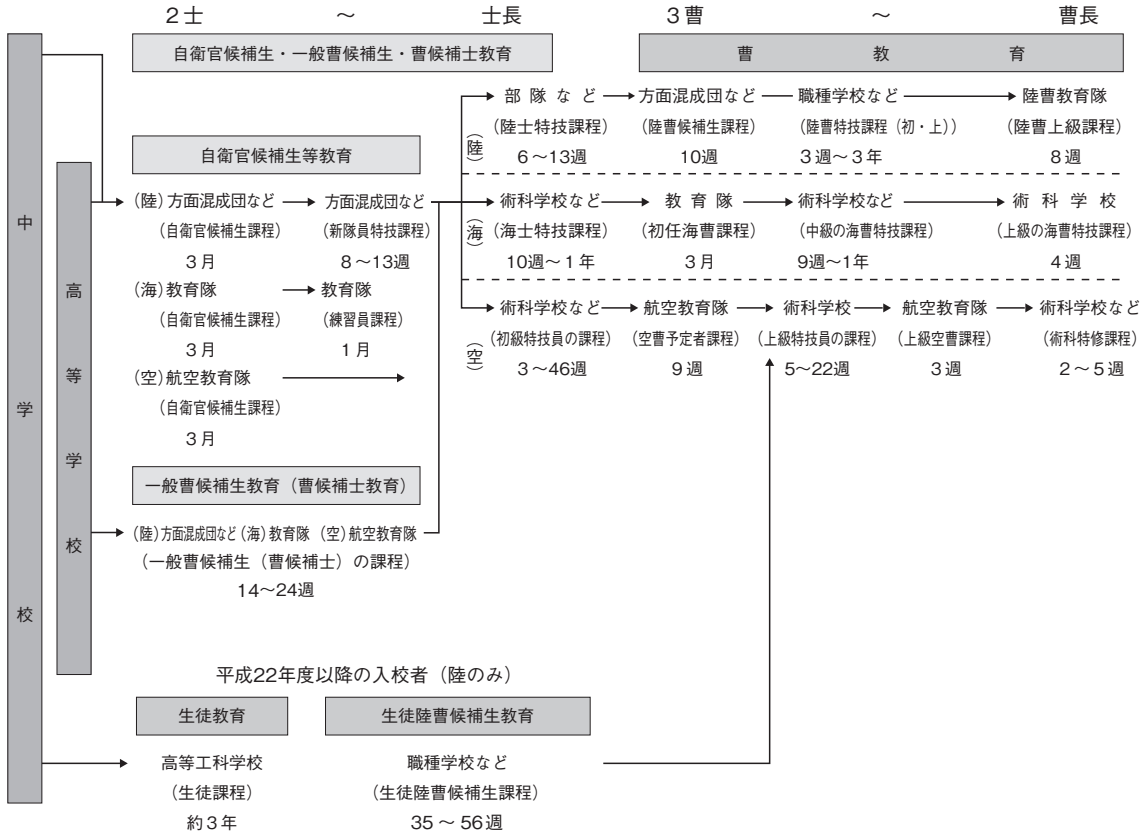 2士 ～ 士長 3曹 ～ 曹長
自衛官候補生・一般曹候補生・曹候補士教育
曹教育
中学校
高等学校
自衛官候補生等教育
(陸)方面混成団など 方面混成団など
(自衛官候補生課程) (新隊員特技課程)
3月 8～13週
(海)教育隊 教育隊
(自衛官候補生課程) (練習員課程)
3月 1月
(空)航空教育隊
(自衛官候補生課程)
3月
一般曹候補生教育（曹候補士教育）
(陸)方面混成団など (海)教育隊 (空)航空教育隊
（一般曹候補生（曹候補士）の課程）
14～24週
(陸)
部隊など 方面混成団など 職種学校など 陸曹教育隊
(陸士特技課程) (陸曹候補生課程) (陸曹特技課程（初・上）) (陸曹上級課程)
6～13週 10週 3週～3年 8週
(海)
術科学校など 教育隊 術科学校など 術科学校
(海士特技課程) (初任海曹課程) (中級の海曹特技課程) (上級の海曹特技課程)
10週～1年 3月 9週～1年 4週
(空)
術科学校など 航空教育隊 術科学校 航空教育隊 術科学校など
(初級特技員の課程) (空曹予定者課程) (上級特技員の課程) (上級空曹課程) (術科特修課程)
3～46週 9週 5～22週 3週 2～5週
平成22年度以降の入校者（陸のみ）
生徒教育 生徒陸曹候補生教育
高等工科学校 職種学校など
(生徒課程) (生徒陸曹候補生課程)
約3年 35～56週